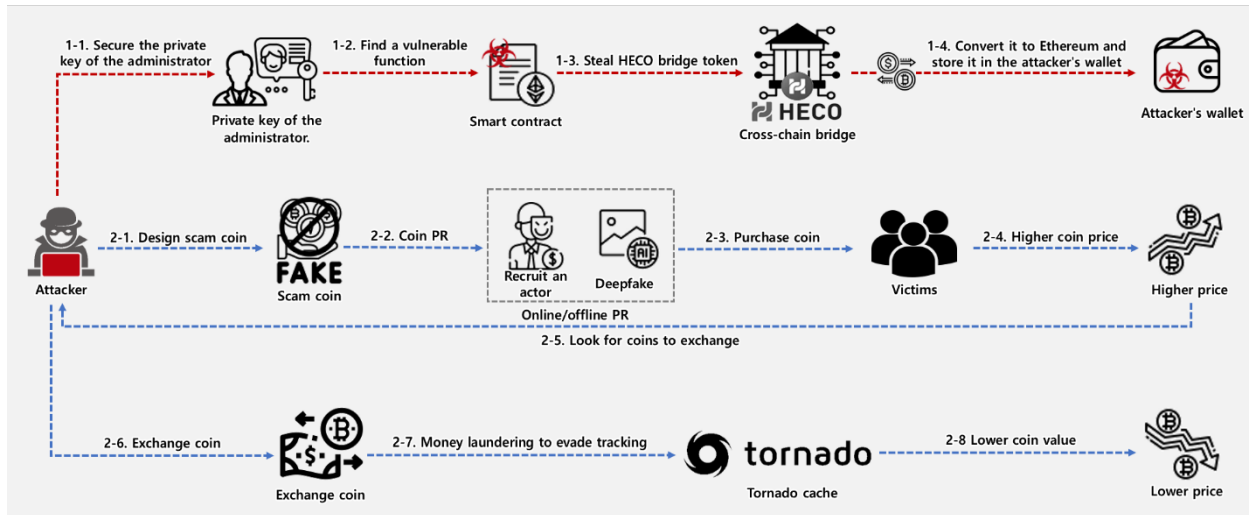 1-1. Secure the private
key of the administrator
1-2. Find a vulnerable
function
1-3. Steal HECO bridge token
1-4. Convert it to Ethereum and
store it in the attacker's wallet
Private key of the
administrator.
Smart contract
HECO
Cross-chain bridge
Attacker's wallet
2-1. Design scam coin
2-2. Coin PR
2-3. Purchase coin
2-4. Higher coin price
AI
FAKE
Attacker
Scam coin
Recruit an
actor
Deepfake
Victims
Higher price
Online/offline PR
2-5. Look for coins to exchange
2-6. Exchange coin
2-7. Money laundering to evade tracking
2-8 Lower coin value
tornado
Exchange coin
Tornado cache
Lower price